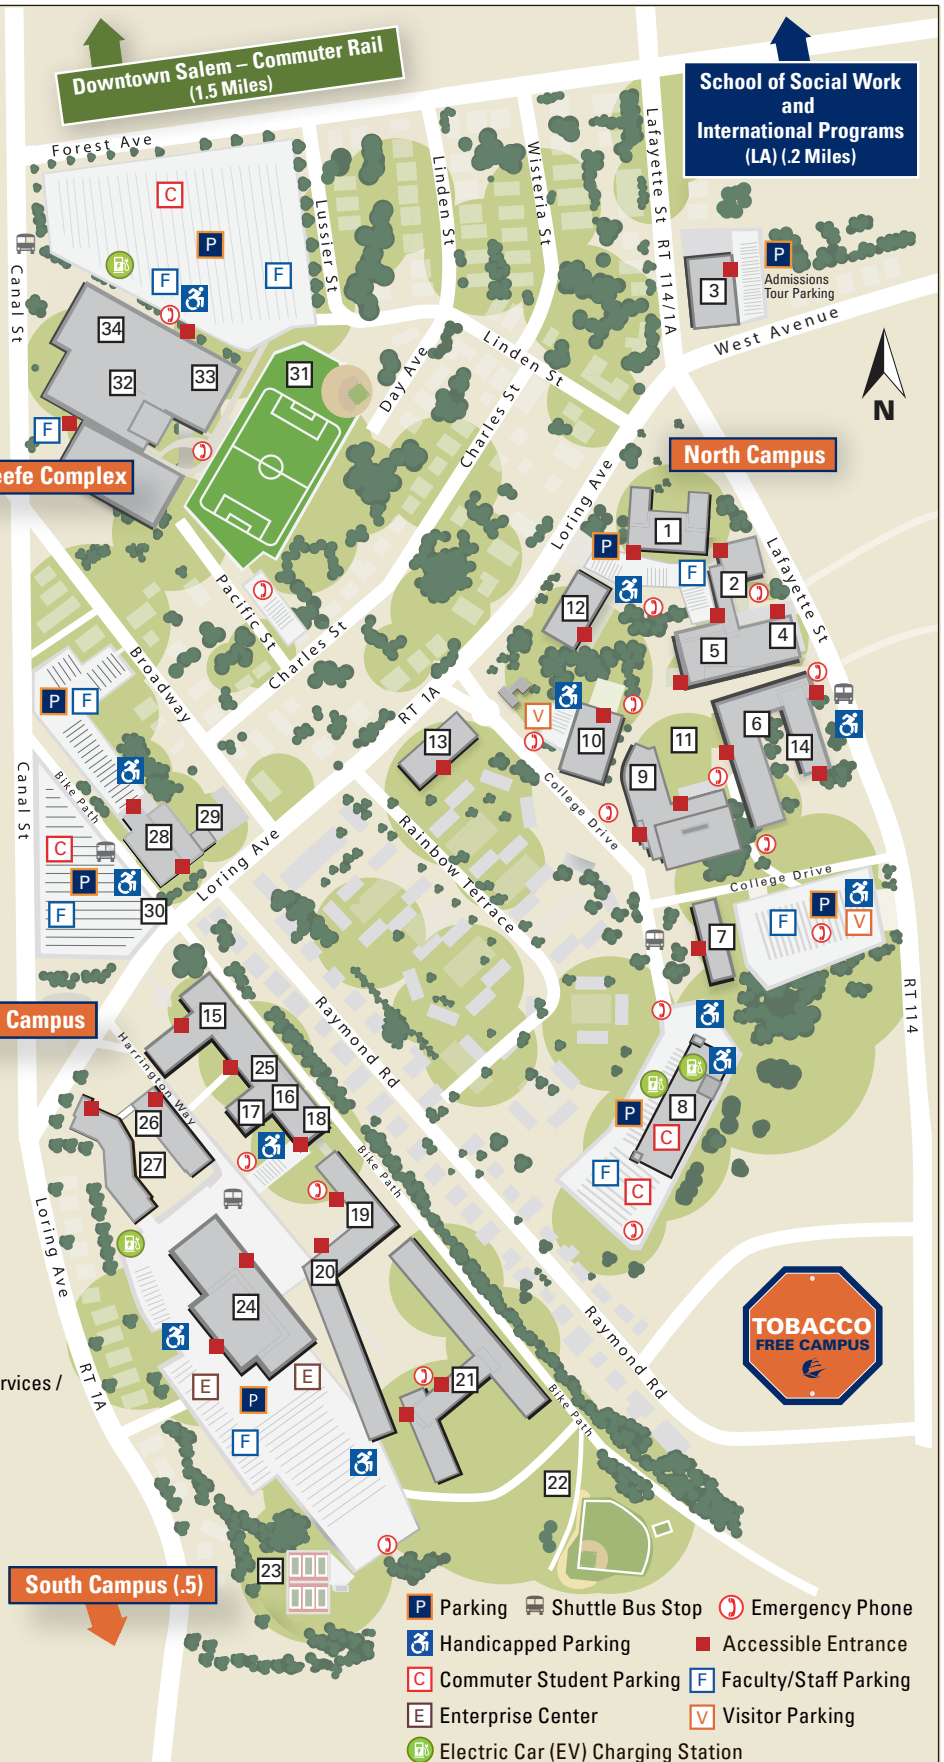 Downtown Salem – Commuter Rail
(1.5 Miles)
School of Social Work
and
International Programs
(LA) (.2 Miles)
Forest Ave
Lussier St
Linden St
Wisteria St
Lafayette St RT 114/1A
C
P
F
F
Canal St
3
P
Admissions
Tour Parking
West Avenue
N
34
33
32
31
F
Day Ave
Linden St
Charles St
eefe Complex
North Campus
Loring Ave
1
P
F
2
Lafayette St
12
4
5
Pacific St
Charles St
Broadway
RT 1A
P
F
V
10
11
6
14
13
9
College Drive
Canal St
Bike Path
28
29
C
P
F
30
Loring Ave
Rainbow Terrace
College Drive
F
P
V
7
RT 114
Campus
15
Harrington Way
25
16
17
18
26
27
Raymond Rd
Bike Path
8
P
C
F
C
Loring Ave
19
20
24
E
E
P
F
21
RT 1A
rvices /
Raymond Rd
Bike Path
TOBACCO
FREE CAMPUS
22
23
South Campus (.5)
P Parking
Shuttle Bus Stop
Emergency Phone
Handicapped Parking
Accessible Entrance
C Commuter Student Parking
F Faculty/Staff Parking
E Enterprise Center
V Visitor Parking
Electric Car (EV) Charging Station